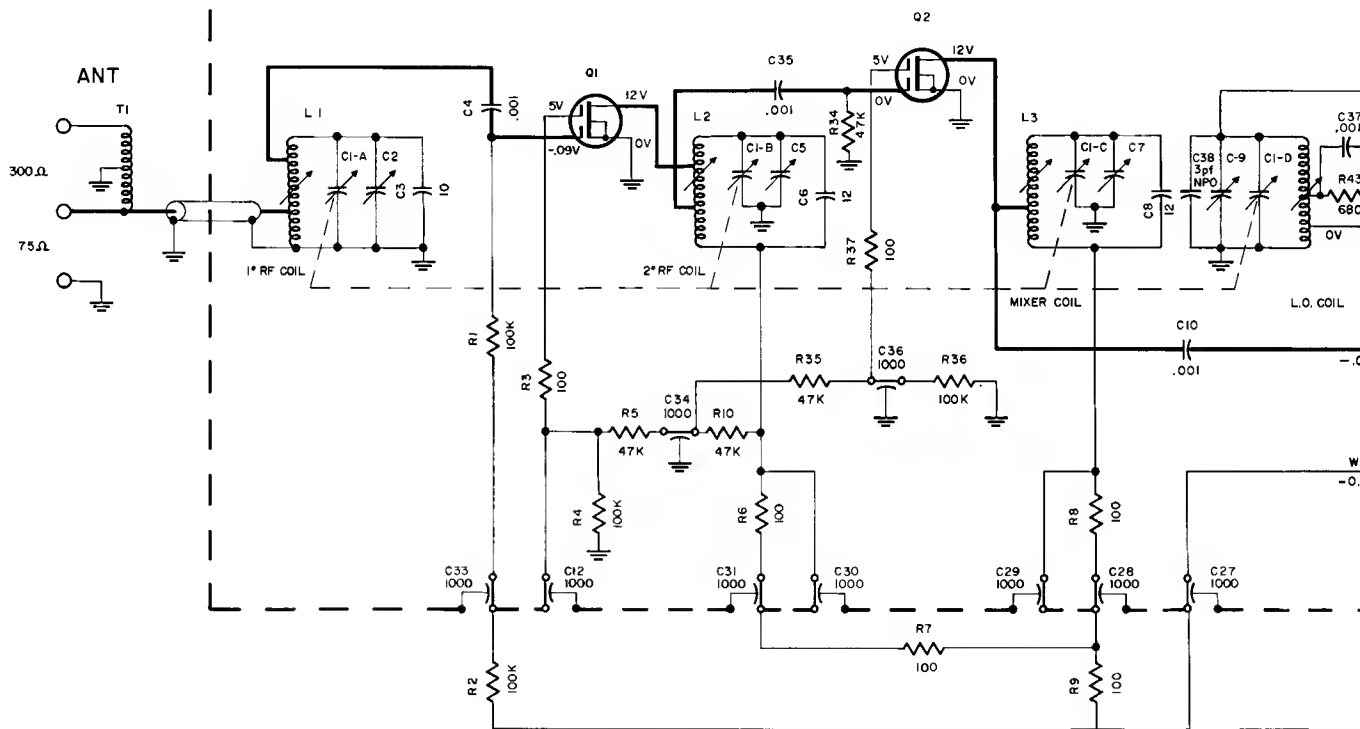 Q2
ANT
T1
300Ω
75Ω
L1
C1-A
C2
C3
10
1° RF COIL
C4
.001
Q1
5V
-.09V
12V
0V
L2
C1-B
C5
C6
12
2° RF COIL
C35
.001
R34
47K
5V
0V
12V
0V
R37
100
L3
C1-C
C7
C8
12
MIXER COIL
C38
3pf
NPO
C-9
C1-D
C37
.001
R43
680
0V
L.O. COIL
C10
.001
-.0
R1
100K
R3
100
R5
47K
C34
1000
R10
47K
R35
47K
C36
1000
R36
100K
R4
100K
R6
100
R8
100
W
-0.
C33
1000
C12
1000
C31
1000
C30
1000
C29
1000
C28
1000
C27
1000
R7
100
R2
100K
R9
100